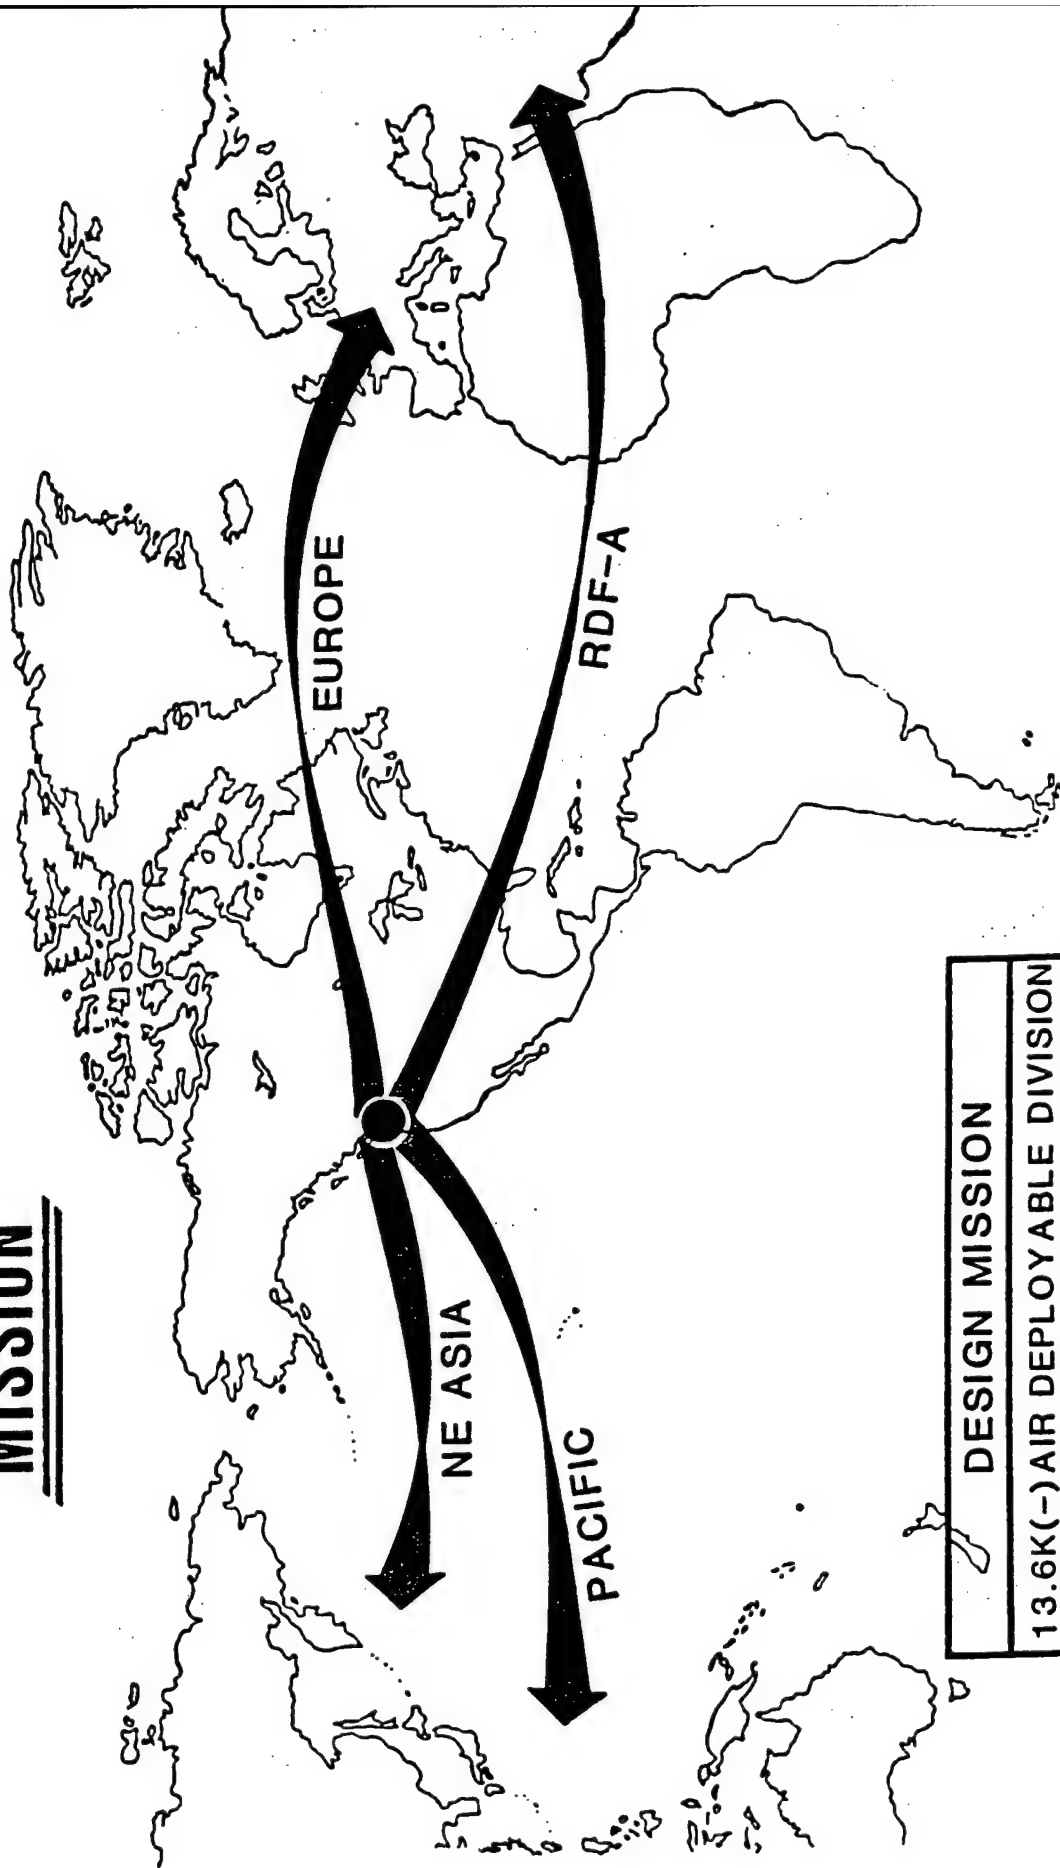 MISSION
EUROPE
RDF-A
NE ASIA
PACIFIC
DESIGN MISSION
13.6K(-) AIR DEPLOYABLE DIVISION